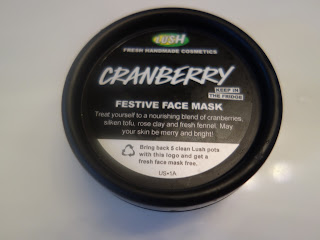 LUSH
FRESH HANDMADE COSMETICS
CRANBERRY
KEEP IN
THE FRIDGE
FESTIVE FACE MASK
Treat yourself to a nourishing blend of cranberries,
silken tofu, rose clay and fresh fennel. May
your skin be merry and bright!
Bring back 5 clean Lush pots
with this logo and get a
fresh face mask free.
US+1A